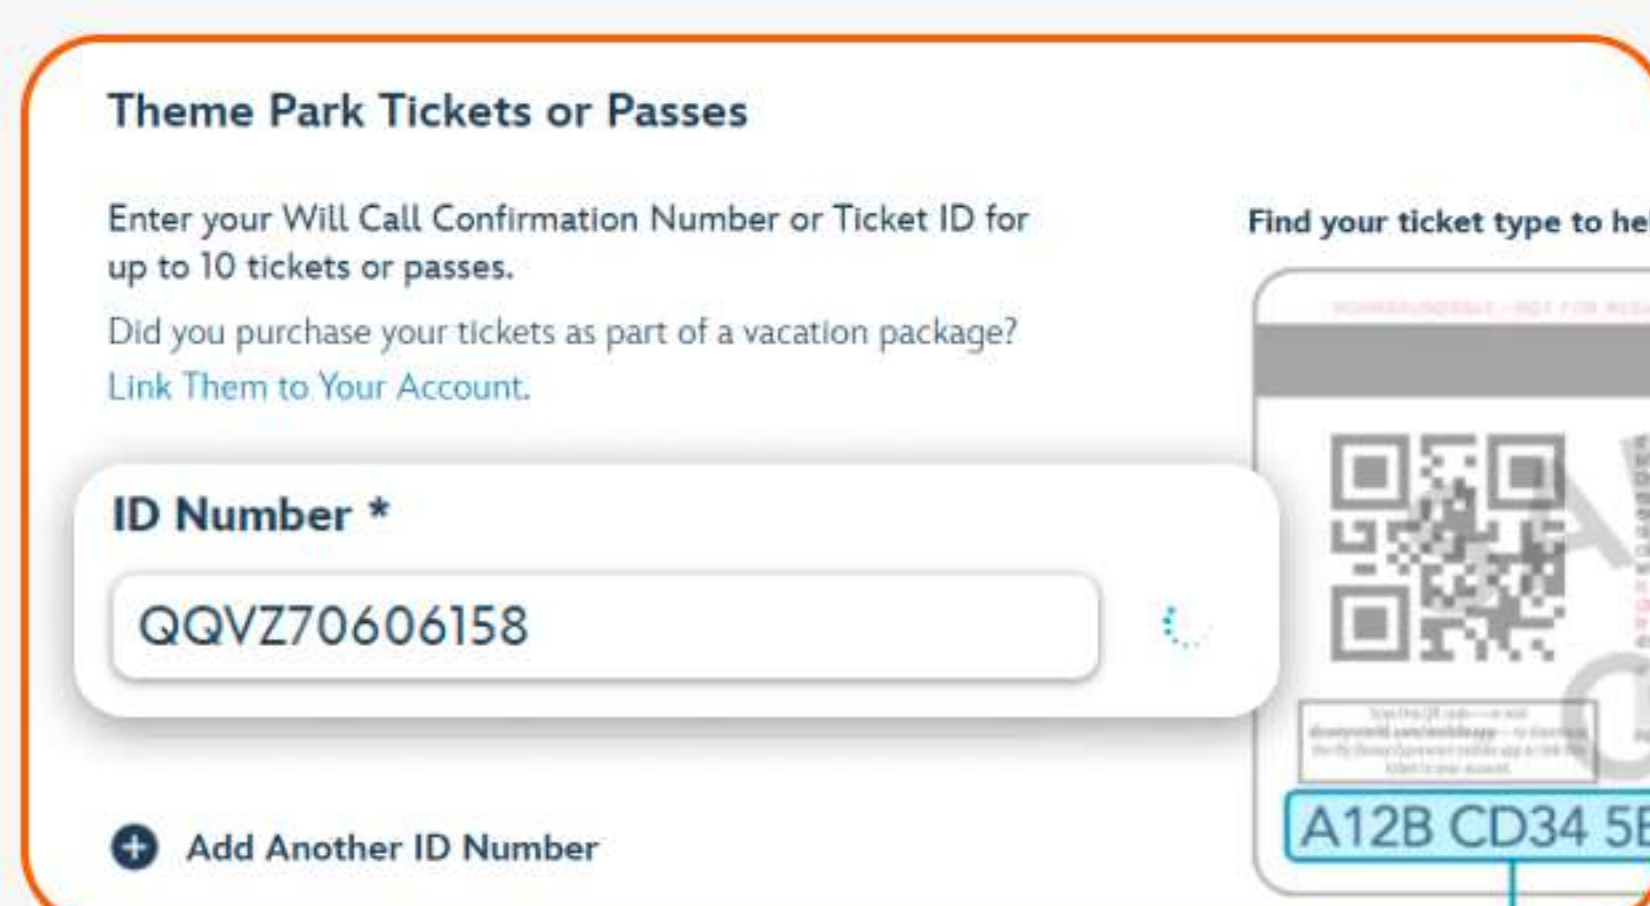 Theme Park Tickets or Passes
Enter your Will Call Confirmation Number or Ticket ID for
up to 10 tickets or passes.
Did you purchase your tickets as part of a vacation package?
Link Them to Your Account.
ID Number *
QQVZ70606158
Add Another ID Number
Find your ticket type to hel
A12B CD34 5E